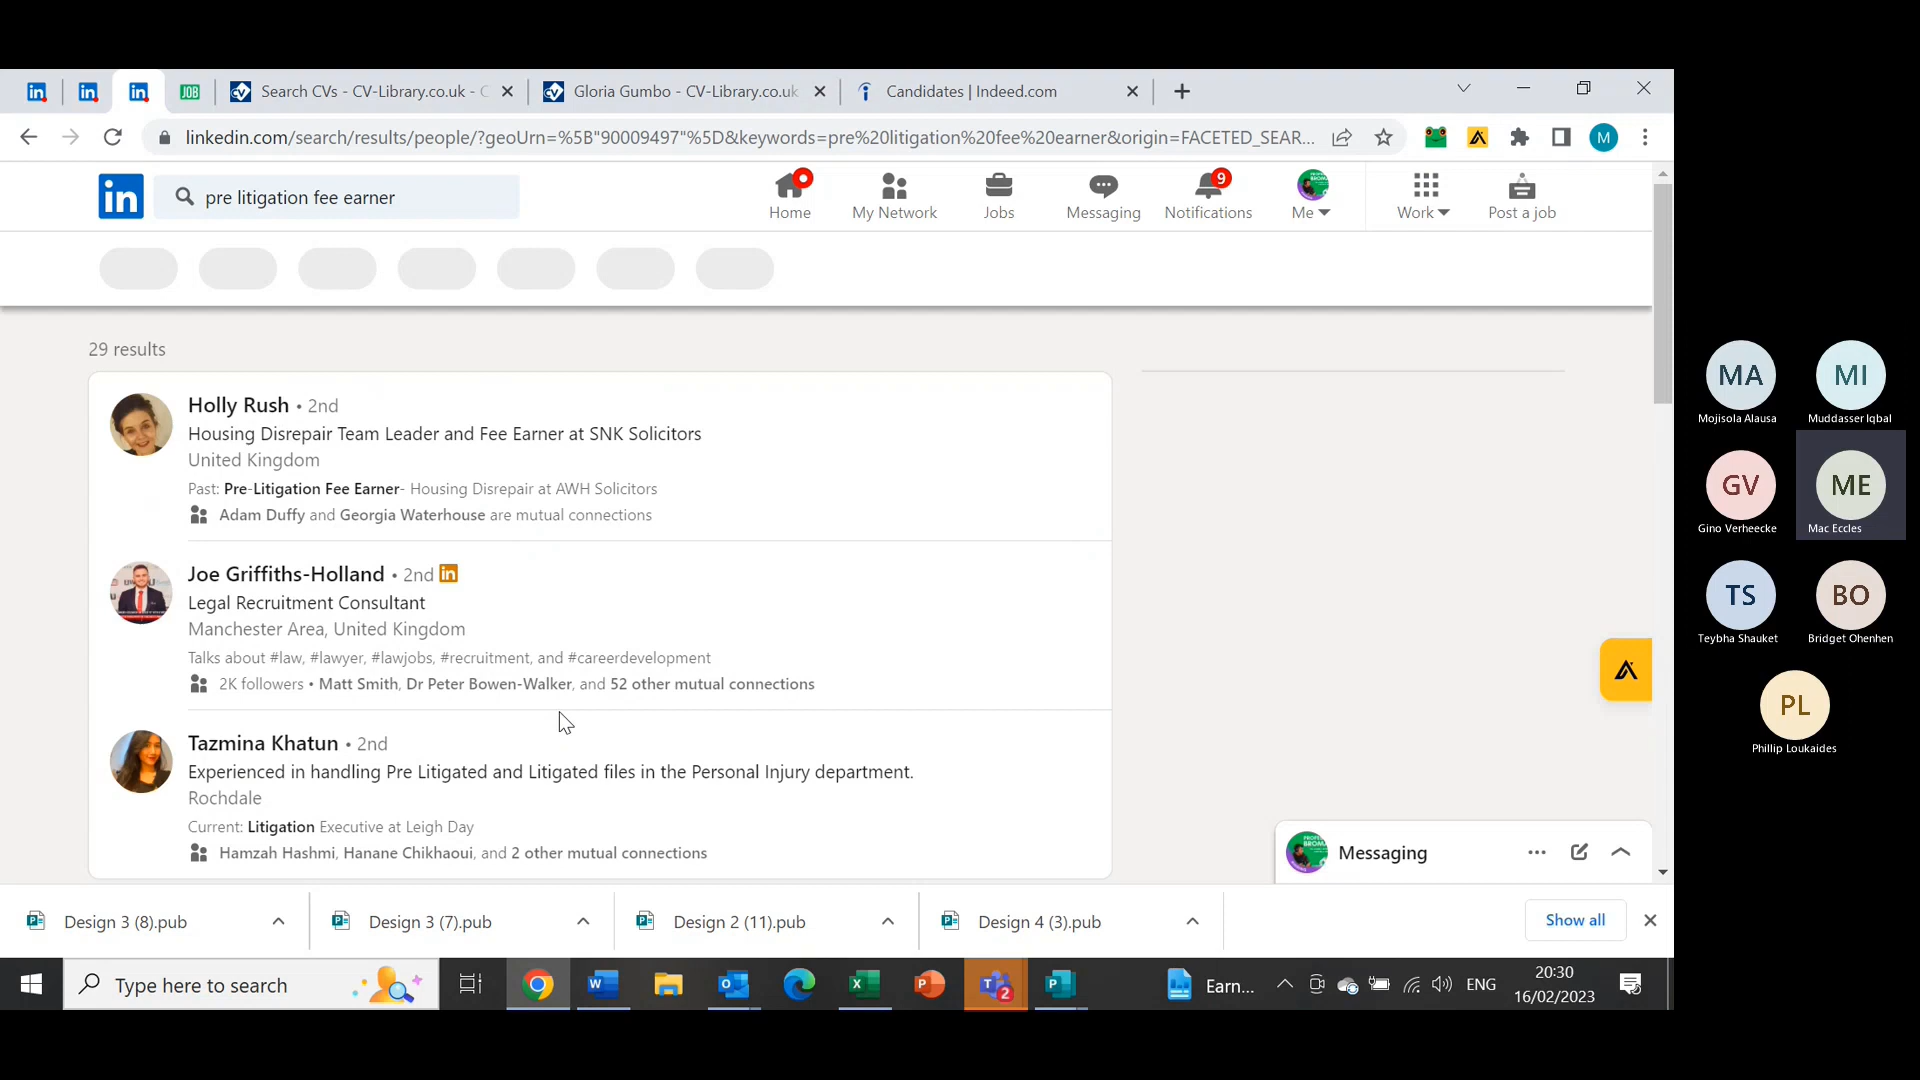 JOB
Search CVs - CV-Library.co.uk - C
Gloria Gumbo - CV-Library.co.uk
Candidates | Indeed.com
linkedin.com/search/results/people/?geoUrn=%5B"90009497"%5D&keywords=pre%20litigation%20fee%20earner&origin=FACETED_SEAR...
M
in
pre litigation fee earner
Home
My Network
Jobs
Messaging
9
Notifications
Me
Work
Post a job
29 results
Holly Rush • 2nd
Housing Disrepair Team Leader and Fee Earner at SNK Solicitors
United Kingdom
Past: Pre-Litigation Fee Earner- Housing Disrepair at AWH Solicitors
Adam Duffy and Georgia Waterhouse are mutual connections
Joe Griffiths-Holland • 2nd in
Legal Recruitment Consultant
Manchester Area, United Kingdom
Talks about #law, #lawyer, #lawjobs, #recruitment, and #careerdevelopment
2K followers • Matt Smith, Dr Peter Bowen-Walker, and 52 other mutual connections
Tazmina Khatun • 2nd
Experienced in handling Pre Litigated and Litigated files in the Personal Injury department.
Rochdale
Current: Litigation Executive at Leigh Day
Hamzah Hashmi, Hanane Chikhaoui, and 2 other mutual connections
Messaging
Design 3 (8).pub
Design 3 (7).pub
Design 2 (11).pub
Design 4 (3).pub
Show all
Type here to search
2
Earn...
ENG
20:30
16/02/2023
MA
Mojisola Alausa
MI
Muddasser Iqbal
GV
Gino Verheecke
ME
Mac Eccles
TS
Teybha Shauket
BO
Bridget Ohenhen
PL
Phillip Loukaides